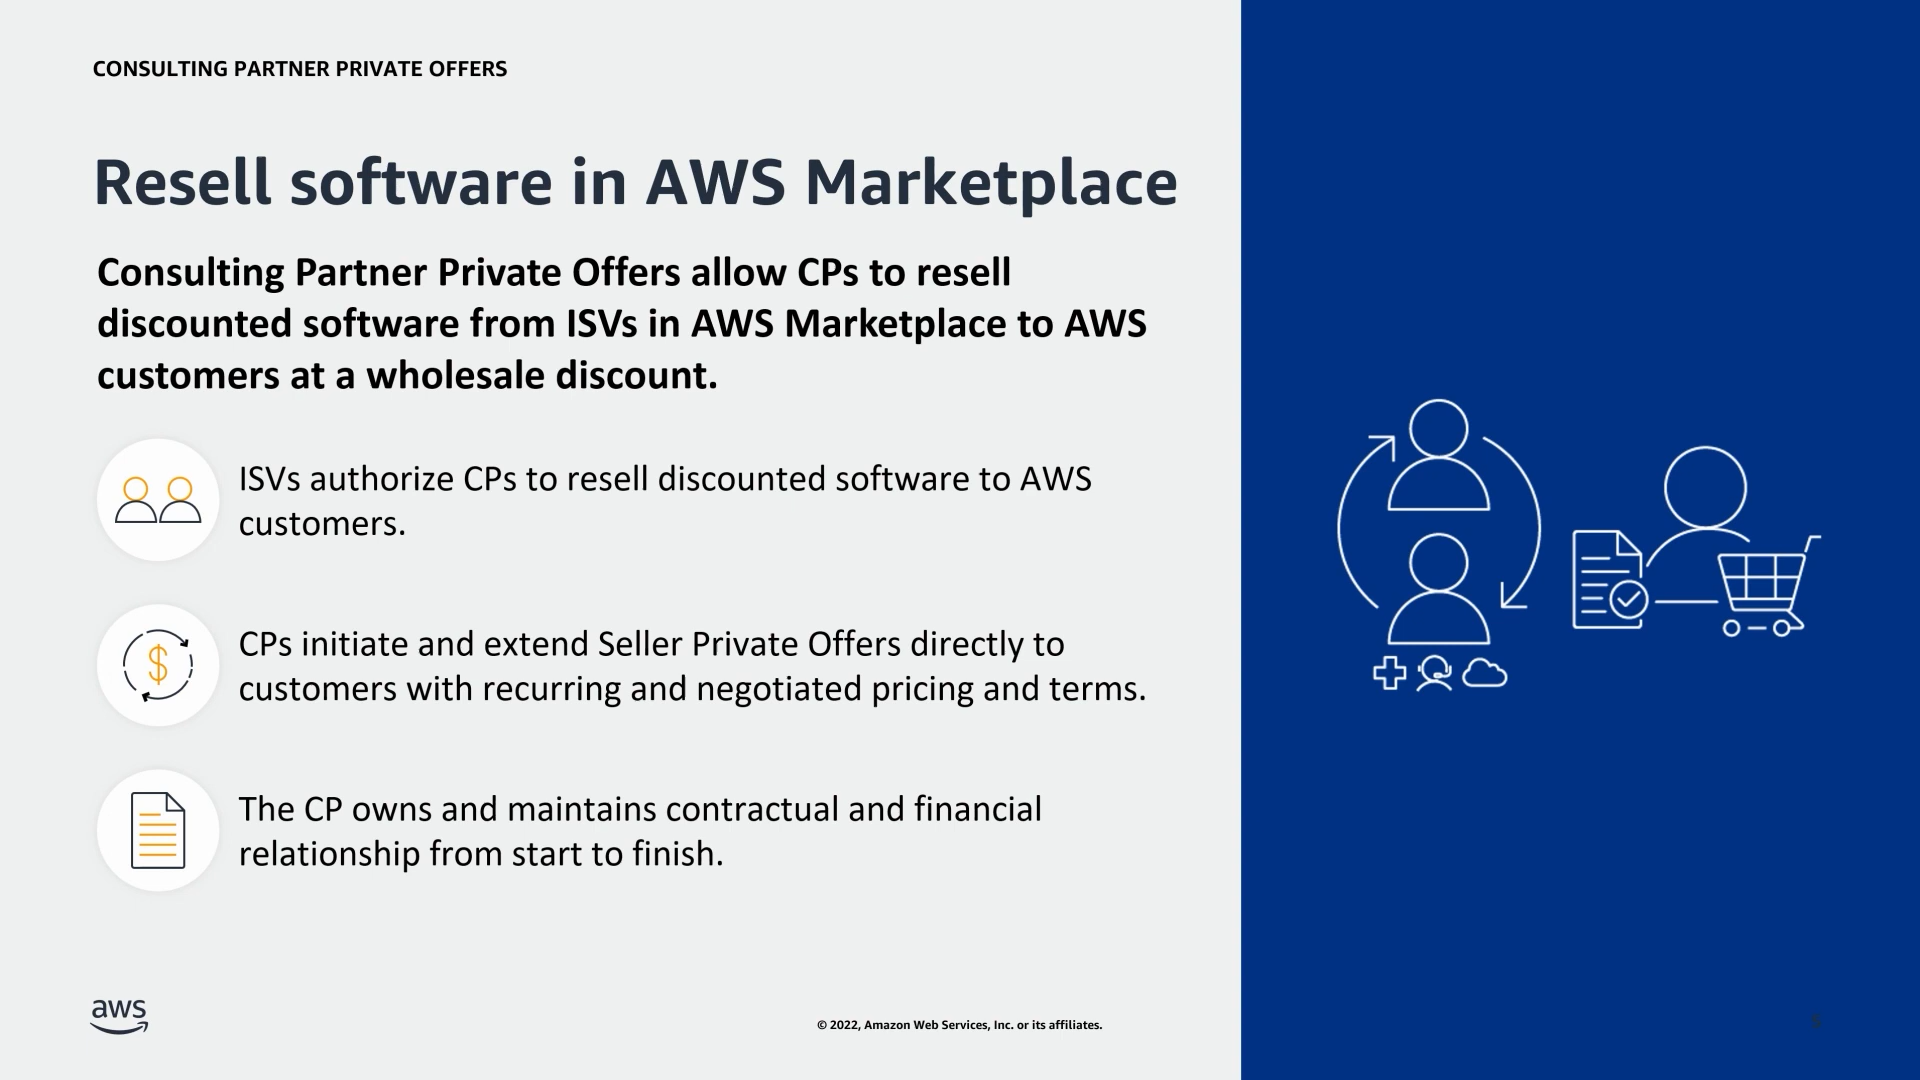 CONSULTING PARTNER PRIVATE OFFERS
Resell software in AWS Marketplace
Consulting Partner Private Offers allow CPs to resell
discounted software from ISVs in AWS Marketplace to AWS
customers at a wholesale discount.
ISVs authorize CPs to resell discounted software to AWS
customers.
$
CPs initiate and extend Seller Private Offers directly to
customers with recurring and negotiated pricing and terms.
The CP owns and maintains contractual and financial
relationship from start to finish.
aws
© 2022, Amazon Web Services, Inc. or its affiliates.